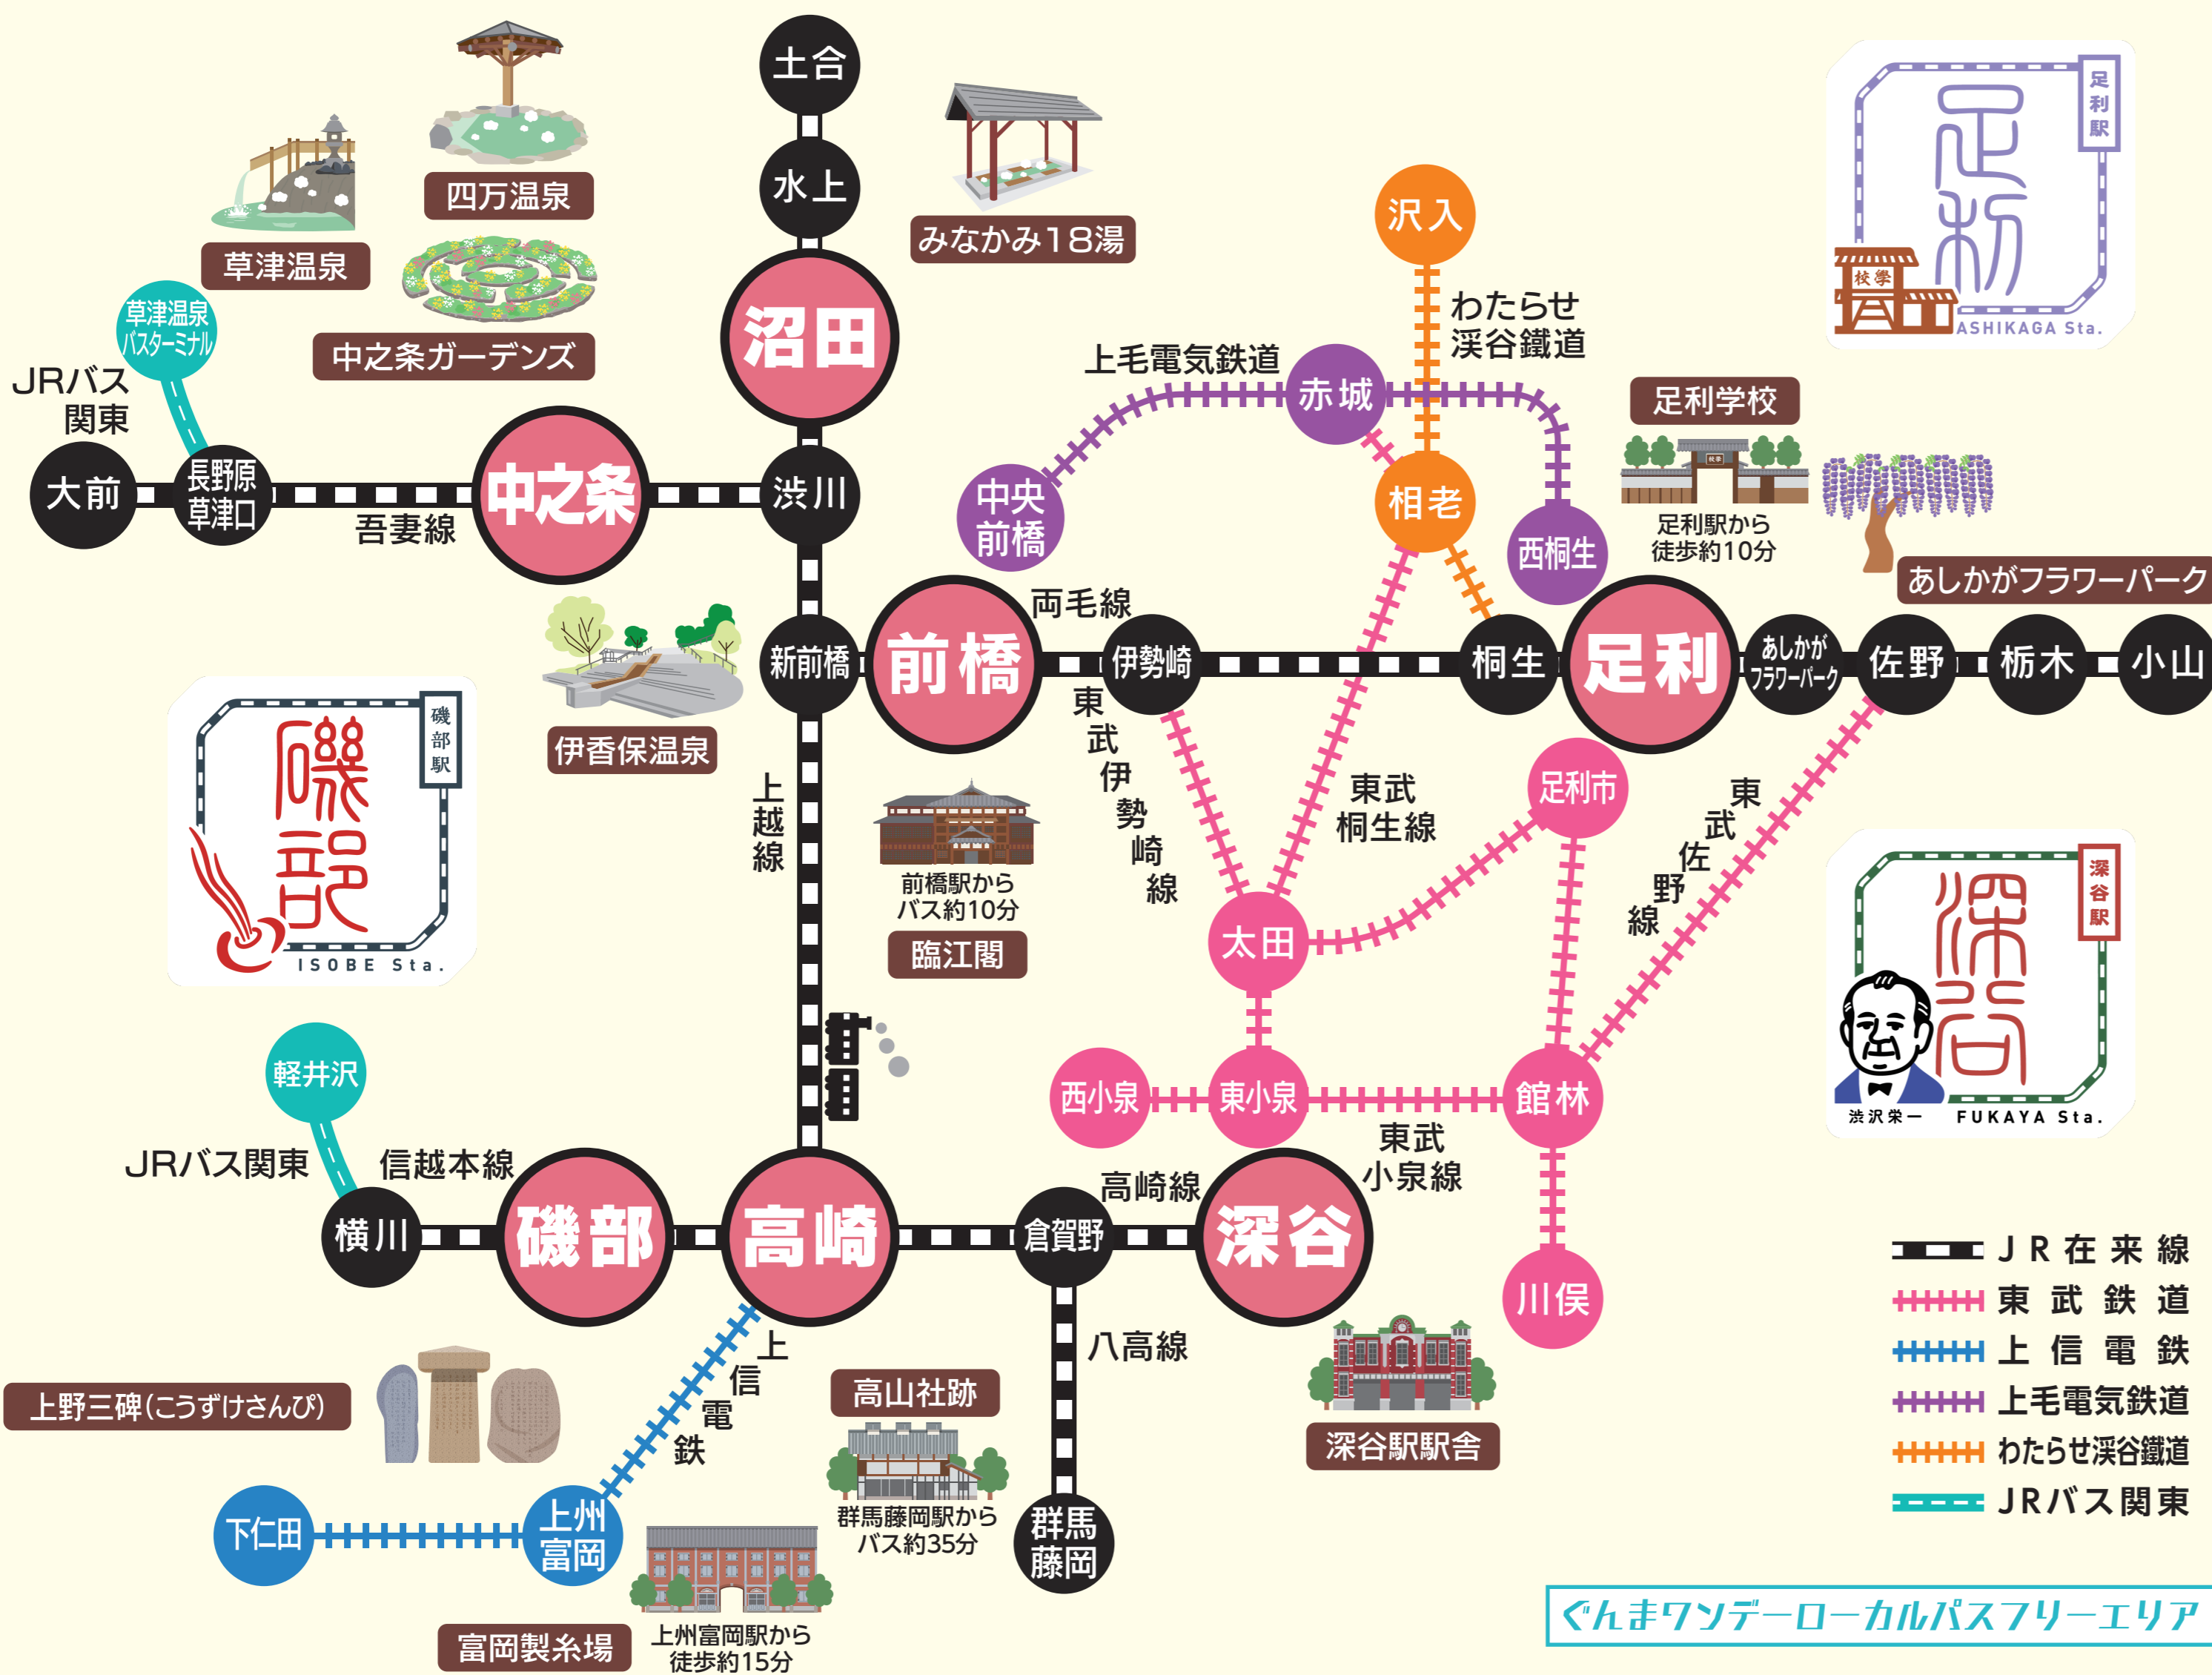 土合
水上
沼田
四万温泉
草津温泉
中之条ガーデンズ
みなかみ18湯
沢入
わたらせ
渓谷鐵道
足利駅
足利
校學
ASHIKAGA Sta.
草津温泉
バスターミナル
JRバス
関東
大前
長野原
草津口
吾妻線
中之条
渋川
上毛電気鉄道
赤城
中央
前橋
相老
西桐生
足利学校
足利駅から
徒歩約10分
あしかがフラワーパーク
新前橋
前橋
両毛線
伊勢崎
桐生
足利
あしかが
フラワーパーク
佐野
栃木
小山
伊香保温泉
磯部駅
磯部
ISOBE Sta.
上越線
前橋駅から
バス約10分
臨江閣
東武伊勢崎線
東武
桐生線
足利市
東武佐野線
太田
西小泉
東小泉
館林
東武
小泉線
川俣
深谷駅
深谷
渋沢栄一
FUKAYA Sta.
軽井沢
JRバス関東
信越本線
横川
磯部
高崎
倉賀野
高崎線
深谷
八高線
群馬
藤岡
深谷駅駅舎
上野三碑(こうずけさんぴ)
上信電鉄
下仁田
上州
富岡
高山社跡
群馬藤岡駅から
バス約35分
富岡製糸場
上州富岡駅から
徒歩約15分
JR在来線
東武鉄道
上信電鉄
上毛電気鉄道
わたらせ渓谷鐵道
JRバス関東
ぐんまワンデーローカルパスフリーエリア